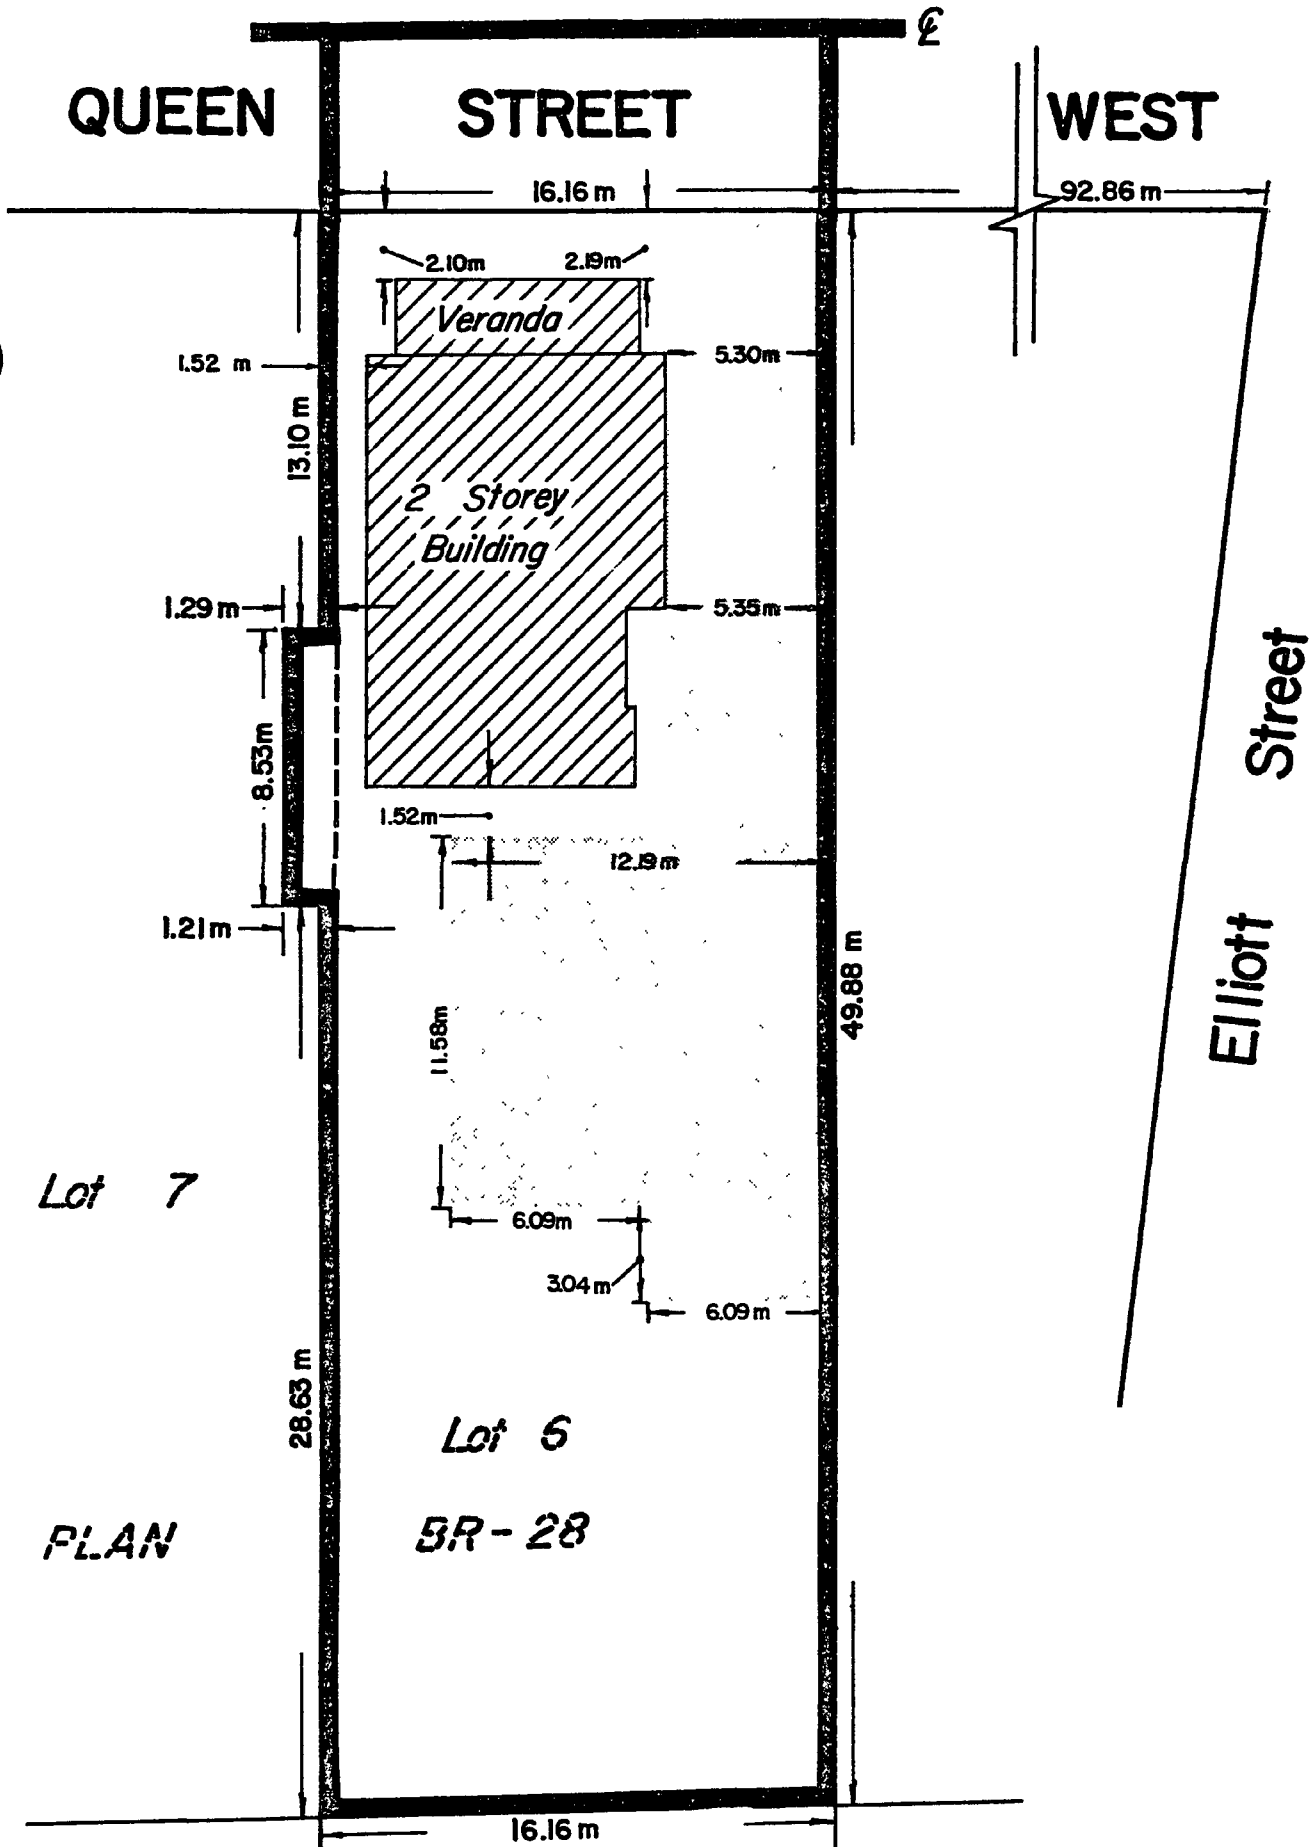 ℄
QUEEN STREET WEST
16.16 m
92.86 m
2.10m
2.19m
Veranda
1.52 m
5.30m
13.10 m
2 Storey
Building
1.29 m
5.35m
8.53m
1.52m
12.19m
1.21m
49.88 m
11.58m
Elliott Street
Lot 7
6.09m
3.04 m
6.09 m
28.63 m
Lot 6
PLAN BR-28
16.16 m